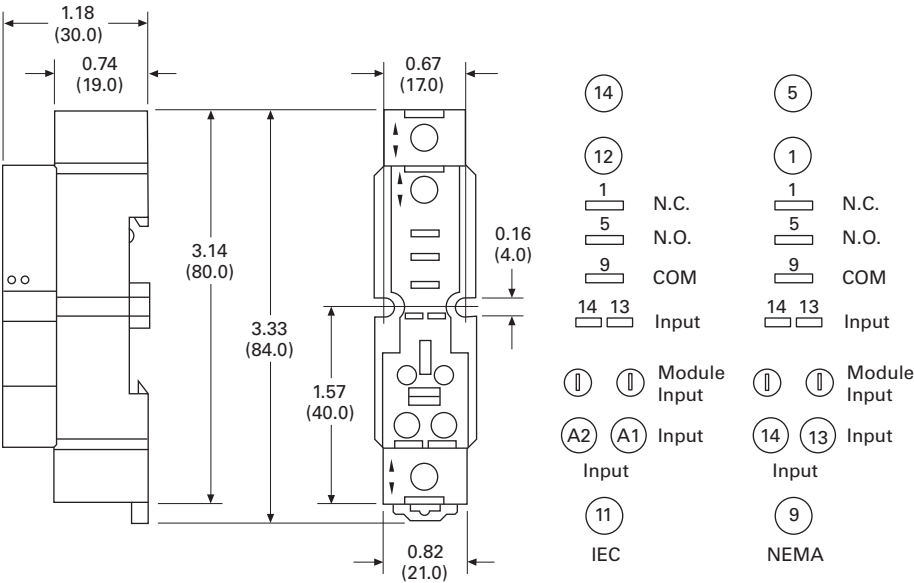 1.18
(30.0)
0.74
(19.0)
3.14
(80.0)
3.33
(84.0)
0.67
(17.0)
0.16
(4.0)
1.57
(40.0)
0.82
(21.0)
14
12
1 N.C.
5 N.O.
9 COM
14 13 Input
Module
Input
A2 A1 Input
Input
11
IEC
5
1
1 N.C.
5 N.O.
9 COM
14 13 Input
Module
Input
14 13 Input
Input
9
NEMA